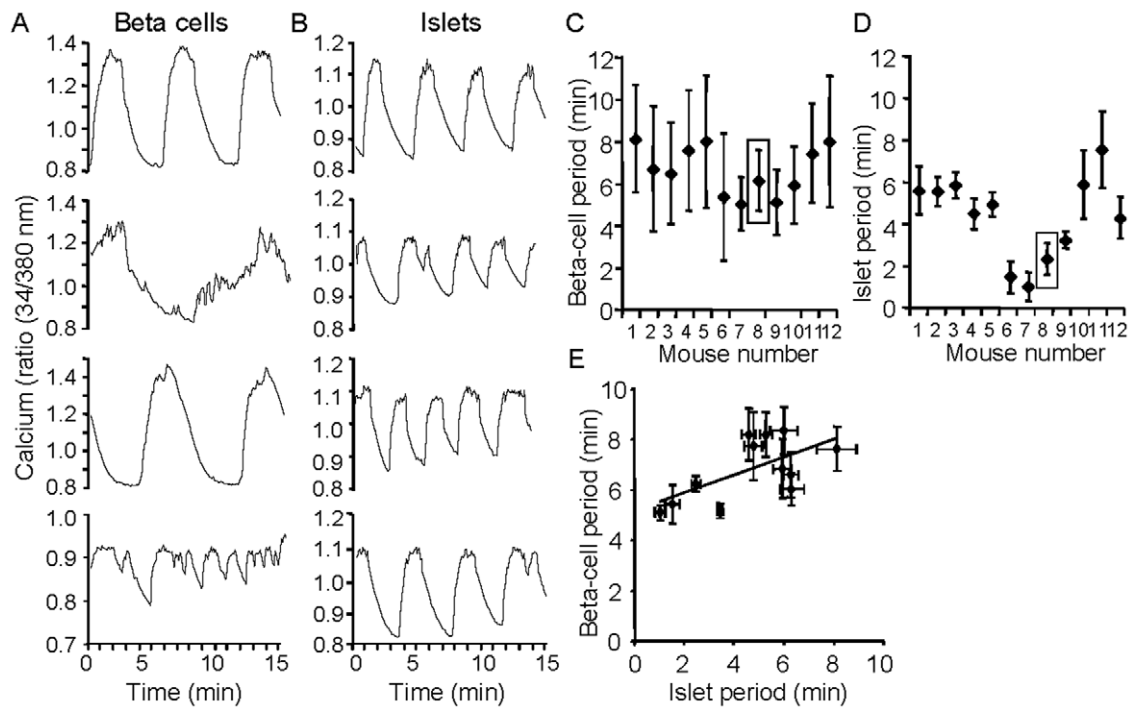 A Beta cells
B Islets
C
D
E
Calcium (ratio (34/380 nm)
1.4
1.2
1.0
0.8
1.4
1.2
1.0
0.8
1.4
1.2
1.0
0.8
1.0
0.9
0.8
0.7
0 5 10 15
Time (min)
1.2
1.1
1.0
0.9
0.8
1.2
1.1
1.0
0.9
0.8
1.2
1.1
1.0
0.9
0.8
1.2
1.1
1.0
0.9
0.8
0 5 10 15
Time (min)
Beta-cell period (min)
12
10
8
6
4
2
0
1 2 3 4 5 6 7 8 9 10 11 12
Mouse number
Islet period (min)
12
10
8
6
4
2
0
1 2 3 4 5 6 7 8 9 10 11 12
Mouse number
Beta-cell period (min)
10
8
6
4
2
0
0 2 4 6 8 10
Islet period (min)